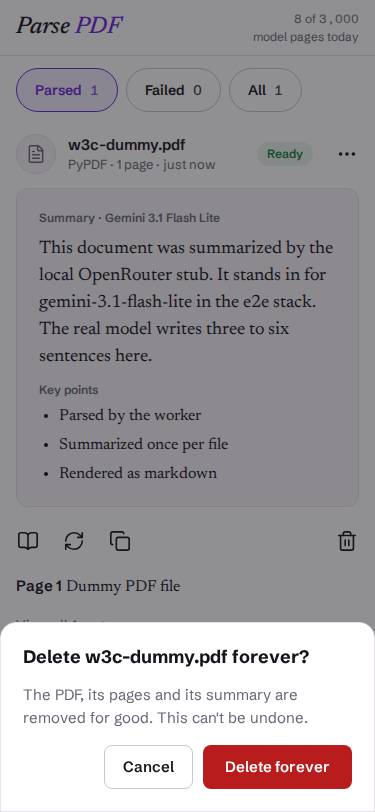 Parse PDF
8 of 3,000
model pages today
Parsed 1
Failed 0
All 1
w3c-dummy.pdf
PyPDF · 1 page · just now
Ready
Summary · Gemini 3.1 Flash Lite
This document was summarized by the
local OpenRouter stub. It stands in for
gemini-3.1-flash-lite in the e2e stack.
The real model writes three to six
sentences here.
Key points
• Parsed by the worker
• Summarized once per file
• Rendered as markdown
Page 1 Dummy PDF file
Delete w3c-dummy.pdf forever?
The PDF, its pages and its summary are
removed for good. This can't be undone.
Cancel
Delete forever